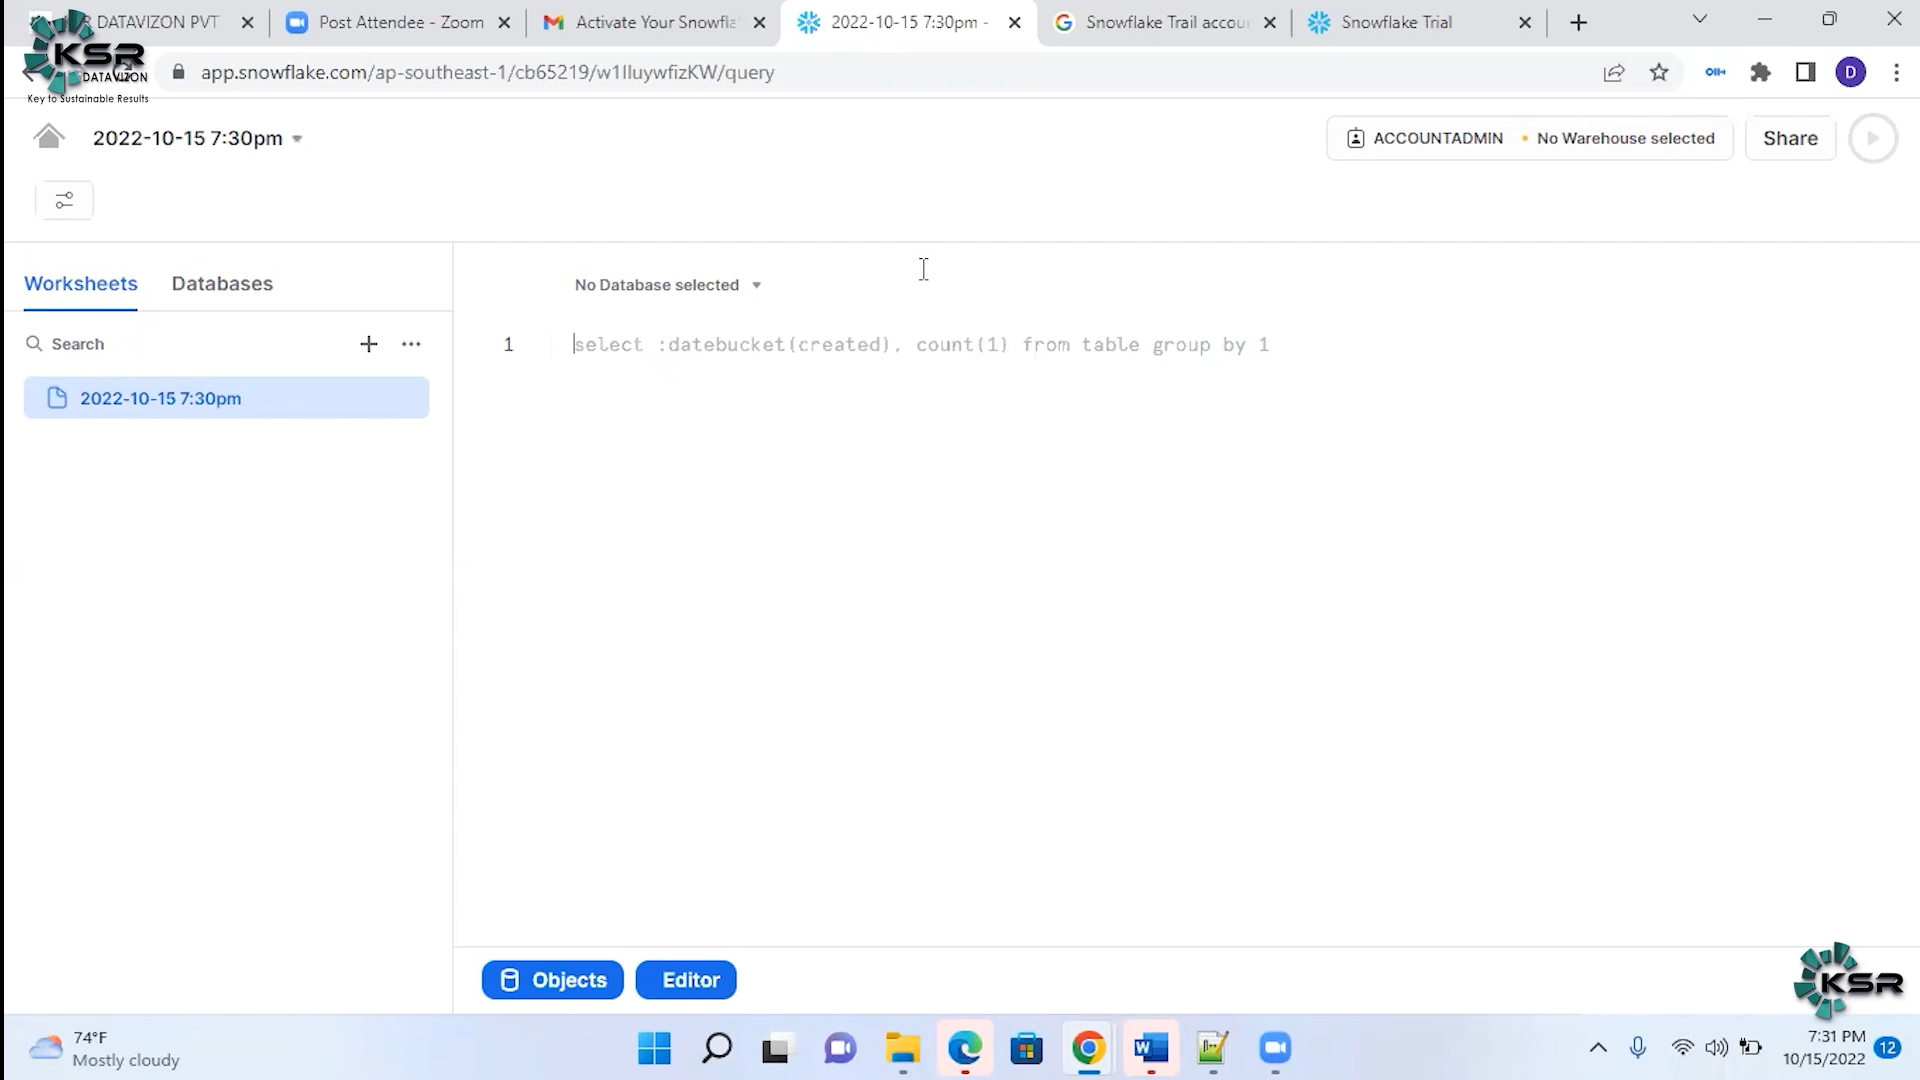 DATAVIZON PVT
Post Attendee - Zoom
Activate Your Snowfla
2022-10-15 7:30pm -
Snowflake Trail accou
Snowflake Trial
KSR
DATAVIZON
Key to Sustainable Results
app.snowflake.com/ap-southeast-1/cb65219/w1lluywfizKW/query
D
2022-10-15 7:30pm
ACCOUNTADMIN
No Warehouse selected
Share
Worksheets
Databases
No Database selected
Search
1
select :datebucket(created), count(1) from table group by 1
2022-10-15 7:30pm
Objects
Editor
KSR
74°F
Mostly cloudy
7:31 PM
10/15/2022
12